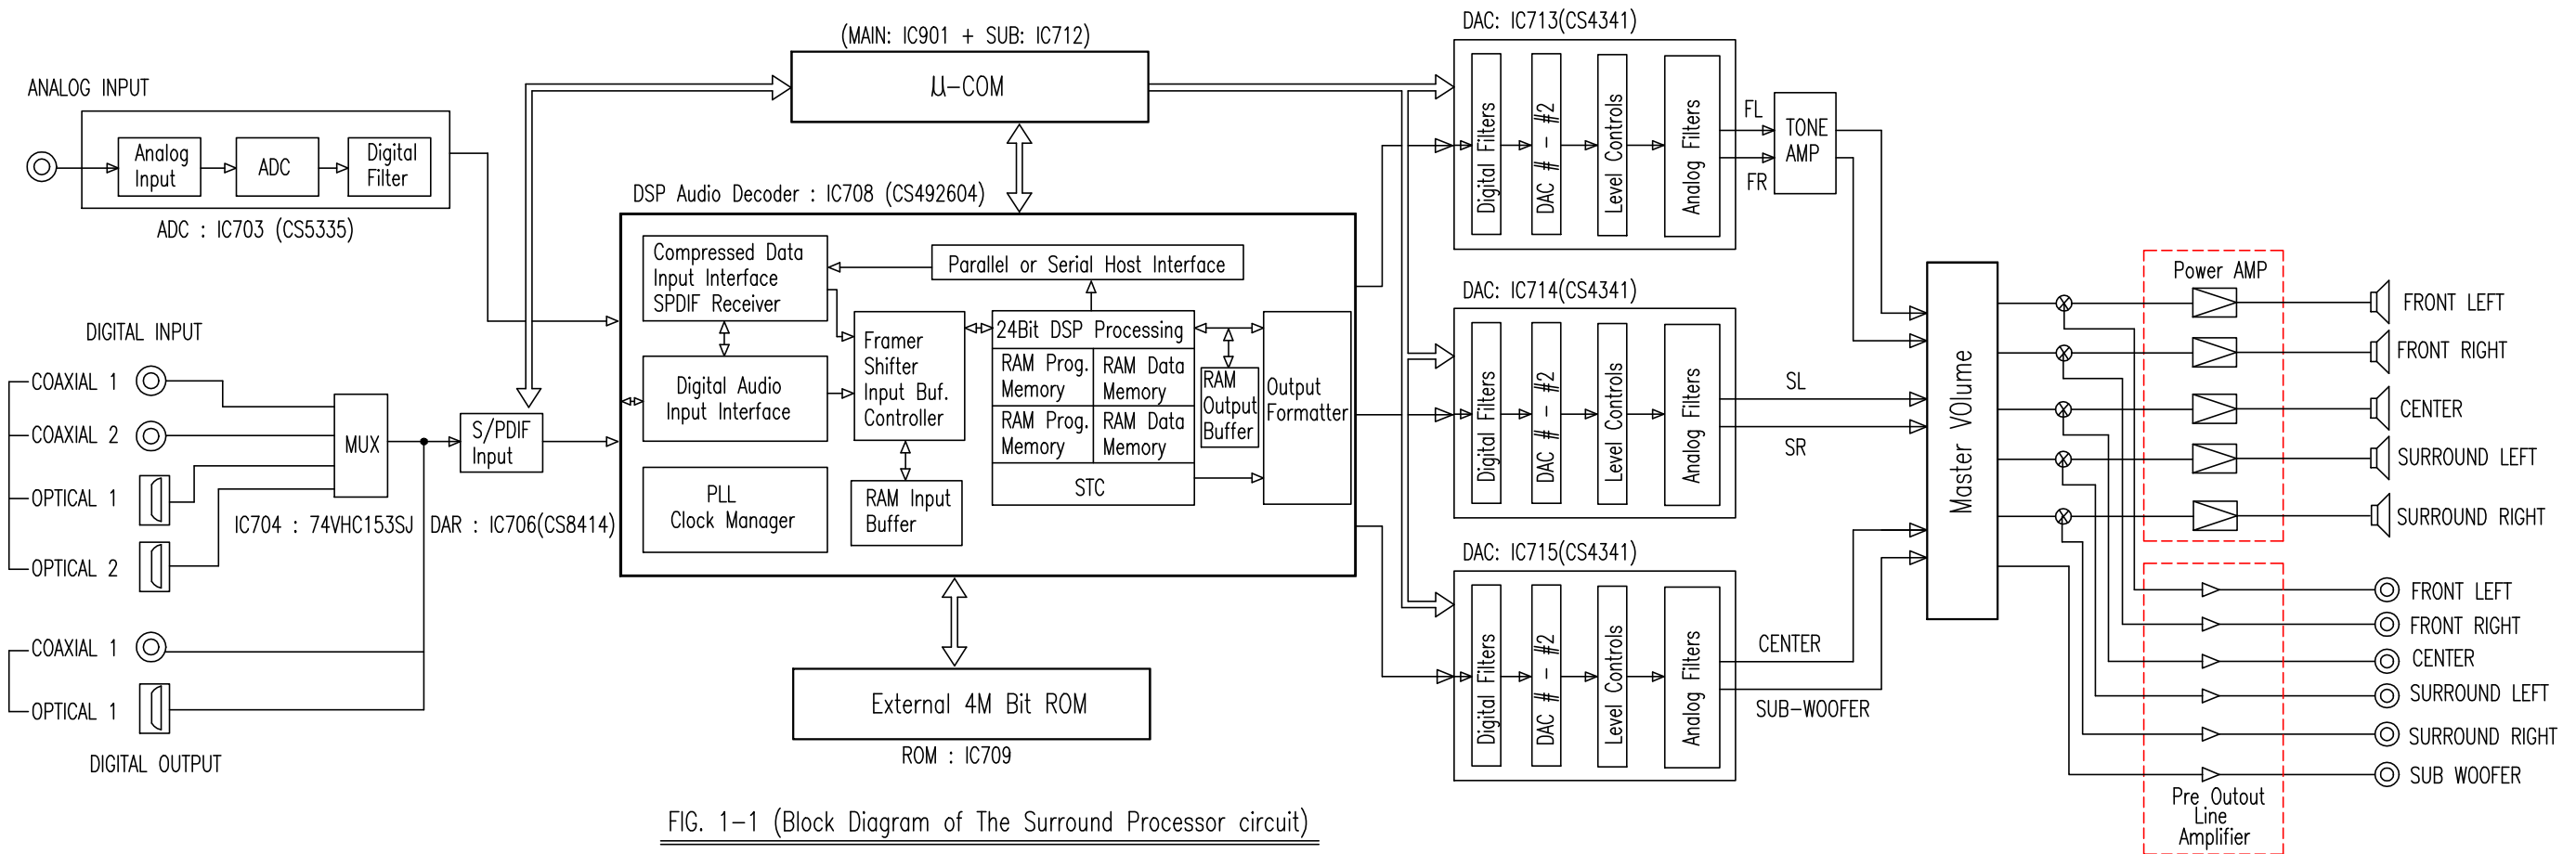 (MAIN: IC901 + SUB: IC712)
μ-COM
ANALOG INPUT
Analog
Input
ADC
Digital
Filter
ADC : IC703 (CS5335)
DIGITAL INPUT
COAXIAL 1
COAXIAL 2
OPTICAL 1
OPTICAL 2
MUX
IC704 : 74VHC153SJ
S/PDIF
Input
DAR : IC706(CS8414)
COAXIAL 1
OPTICAL 1
DIGITAL OUTPUT
DSP Audio Decoder : IC708 (CS492604)
Compressed Data
Input Interface
SPDIF Receiver
Parallel or Serial Host Interface
Digital Audio
Input Interface
Framer
Shifter
Input Buf.
Controller
24Bit DSP Processing
RAM Prog.
Memory
RAM Data
Memory
RAM Prog.
Memory
RAM Data
Memory
STC
RAM
Output
Buffer
Output
Formatter
PLL
Clock Manager
RAM Input
Buffer
External 4M Bit ROM
ROM : IC709
DAC: IC713(CS4341)
Digital Filters
DAC # - #2
Level Controls
Analog Filters
FL
FR
TONE
AMP
DAC: IC714(CS4341)
Digital Filters
DAC # - #2
Level Controls
Analog Filters
SL
SR
DAC: IC715(CS4341)
Digital Filters
DAC # - #2
Level Controls
Analog Filters
CENTER
SUB-WOOFER
Master VOlume
Power AMP
FRONT LEFT
FRONT RIGHT
CENTER
SURROUND LEFT
SURROUND RIGHT
FRONT LEFT
FRONT RIGHT
CENTER
SURROUND LEFT
SURROUND RIGHT
SUB WOOFER
Pre Outout
Line
Amplifier
FIG. 1-1 (Block Diagram of The Surround Processor circuit)